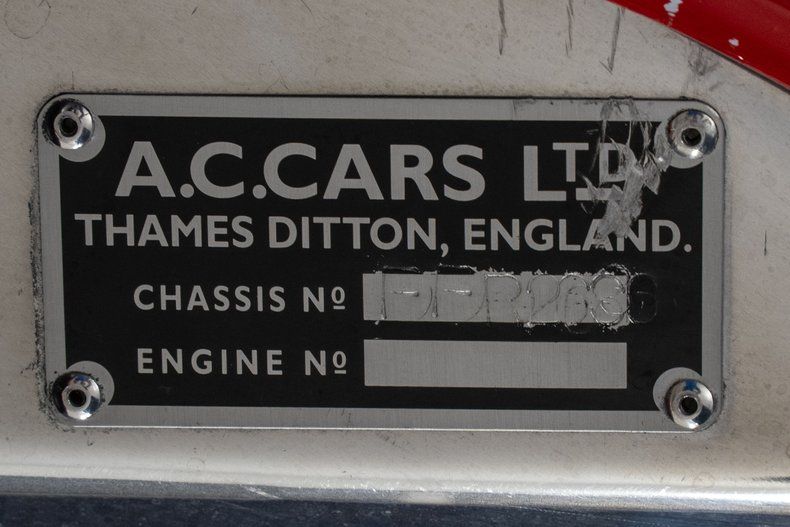 A.C.CARS LTD
THAMES DITTON, ENGLAND.
CHASSIS Nº
ENGINE Nº